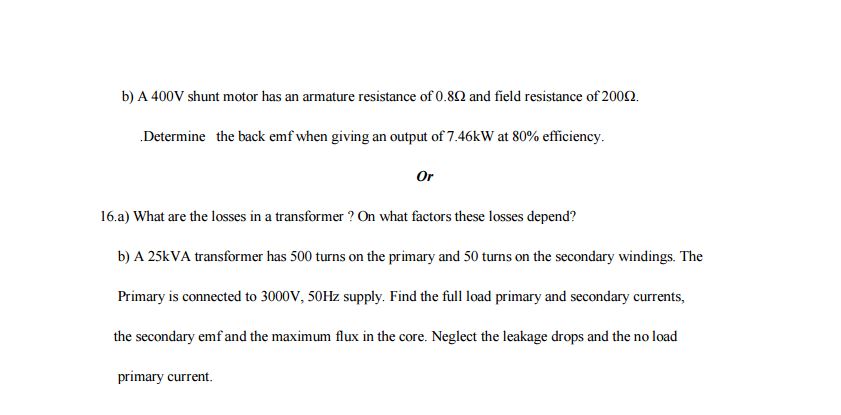 b) A 400V shunt motor has an armature resistance of 0.8Ω and field resistance of 200Ω.
.Determine the back emf when giving an output of 7.46kW at 80% efficiency.
Or
16.a) What are the losses in a transformer ? On what factors these losses depend?
b) A 25kVA transformer has 500 turns on the primary and 50 turns on the secondary windings. The
Primary is connected to 3000V, 50Hz supply. Find the full load primary and secondary currents,
the secondary emf and the maximum flux in the core. Neglect the leakage drops and the no load
primary current.